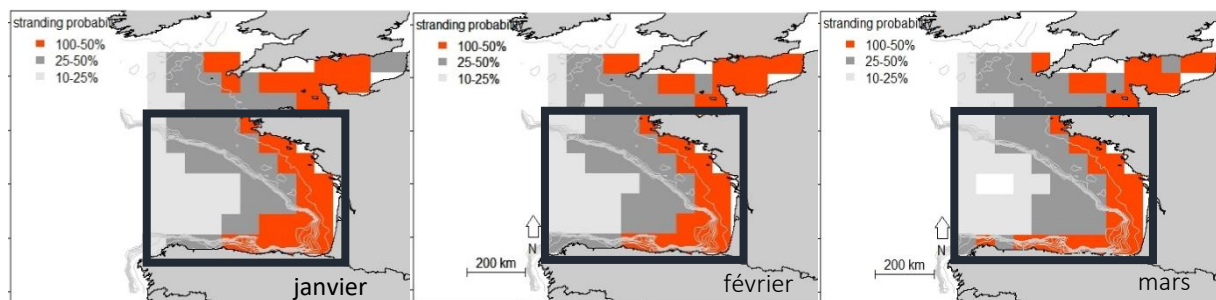 stranding probability
100-50%
25-50%
10-25%
janvier
stranding probability
100-50%
25-50%
10-25%
N
200 km
février
stranding probability
100-50%
25-50%
10-25%
N
200 km
mars